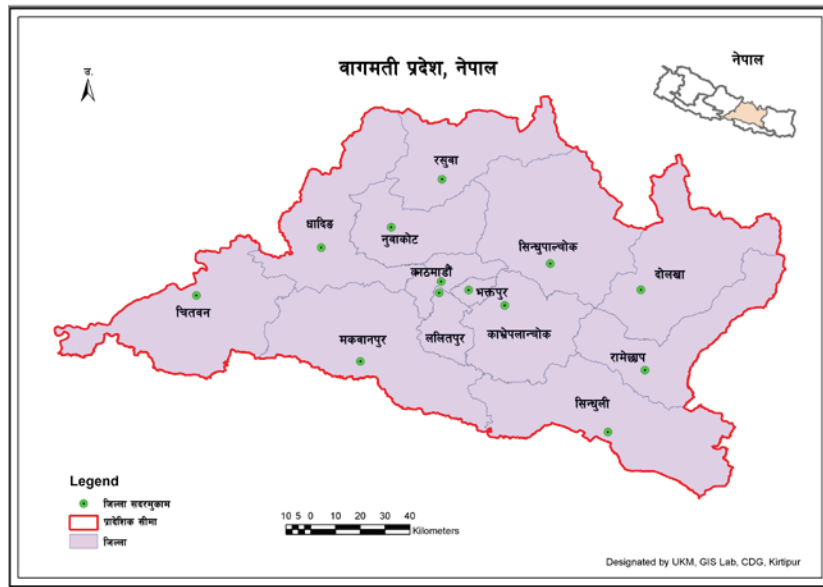 वागमती प्रदेश, नेपाल
नेपाल
उ.
रसुवा
धादिङ
नुवाकोट
सिन्धुपाल्चोक
काठमाडौं
भक्तपुर
दोलखा
चितवन
मकवानपुर
ललितपुर
काभ्रेपलान्चोक
रामेछाप
सिन्धुली
Legend
जिल्ला सदरमुकाम
प्रादेशिक सीमा
जिल्ला
10 5 0 10 20 30 40
Kilometers
Designated by UKM, GIS Lab, CDG, Kirtipur